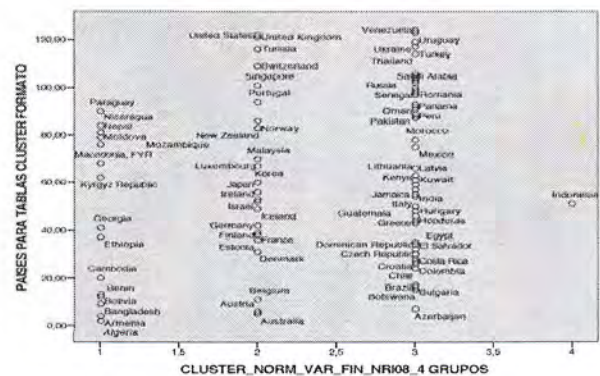 PAISES PARA TABLAS CLUSTER FORMATO
120,00
100,00
80,00
60,00
40,00
20,00
0,00
Paraguay
Nicaragua
Nepal
Moldova
Mozambique
Macedonia, FYR
Kyrgyz Republic
Georgia
Ethiopia
Cambodia
Benin
Bolivia
Bangladesh
Armenia
Algeria
United States
United Kingdom
Tunisia
Switzerland
Singapore
Portugal
Norway
New Zealand
Malaysia
Luxembourg
Korea
Japan
Ireland
Israel
Iceland
Germany
Finland
France
Estonia
Denmark
Belgium
Austria
Australia
Venezuela
Uruguay
Ukraine
Turkey
Thailand
Saudi Arabia
Russia
Senegal
Romania
Panama
Oman
Peru
Pakistan
Morocco
Mexico
Lithuania
Latvia
Kenya
Kuwait
Jamaica
India
Italy
Guatemala
Hungary
Greece
Honduras
Egypt
Dominican Republic
El Salvador
Czech Republic
Costa Rica
Croatia
Colombia
Chile
Brazil
Bulgaria
Botswana
Azerbaijan
Indonesia
1
1,5
2
2,5
3
3,5
4
CLUSTER_NORM_VAR_FIN_NRI08_4 GRUPOS